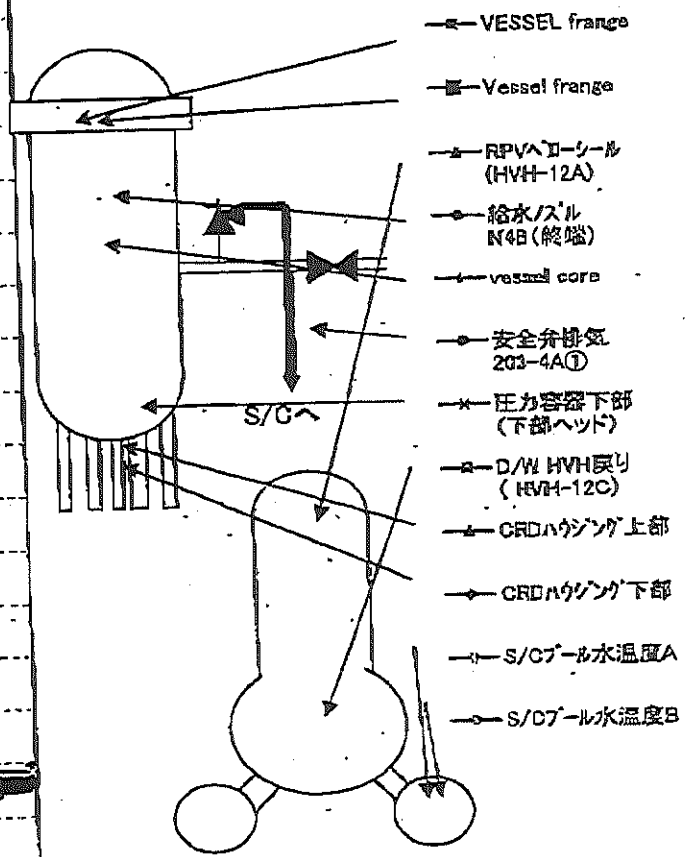 VESSEL frange
Vessel frange
RPVベローシール
(HVH-12A)
給水ノズル
N4B(終端)
vessel core
安全弁排気
203-4A①
圧力容器下部
(下部ヘッド)
D/W HVH戻り
( HVH-12C)
CRDハウジング上部
CRDハウジング下部
S/Cプール水温度A
S/Cプール水温度B
S/Cへ